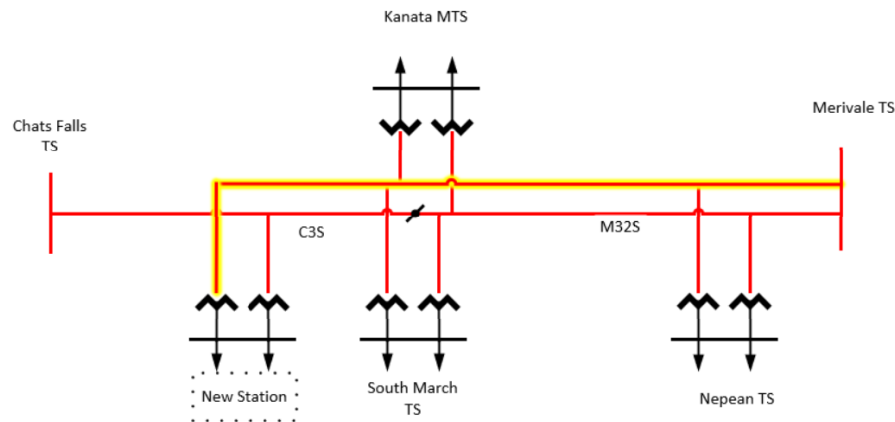 Kanata MTS
Merivale TS
Chats Falls
TS
C3S
M32S
New Station
South March
TS
Nepean TS